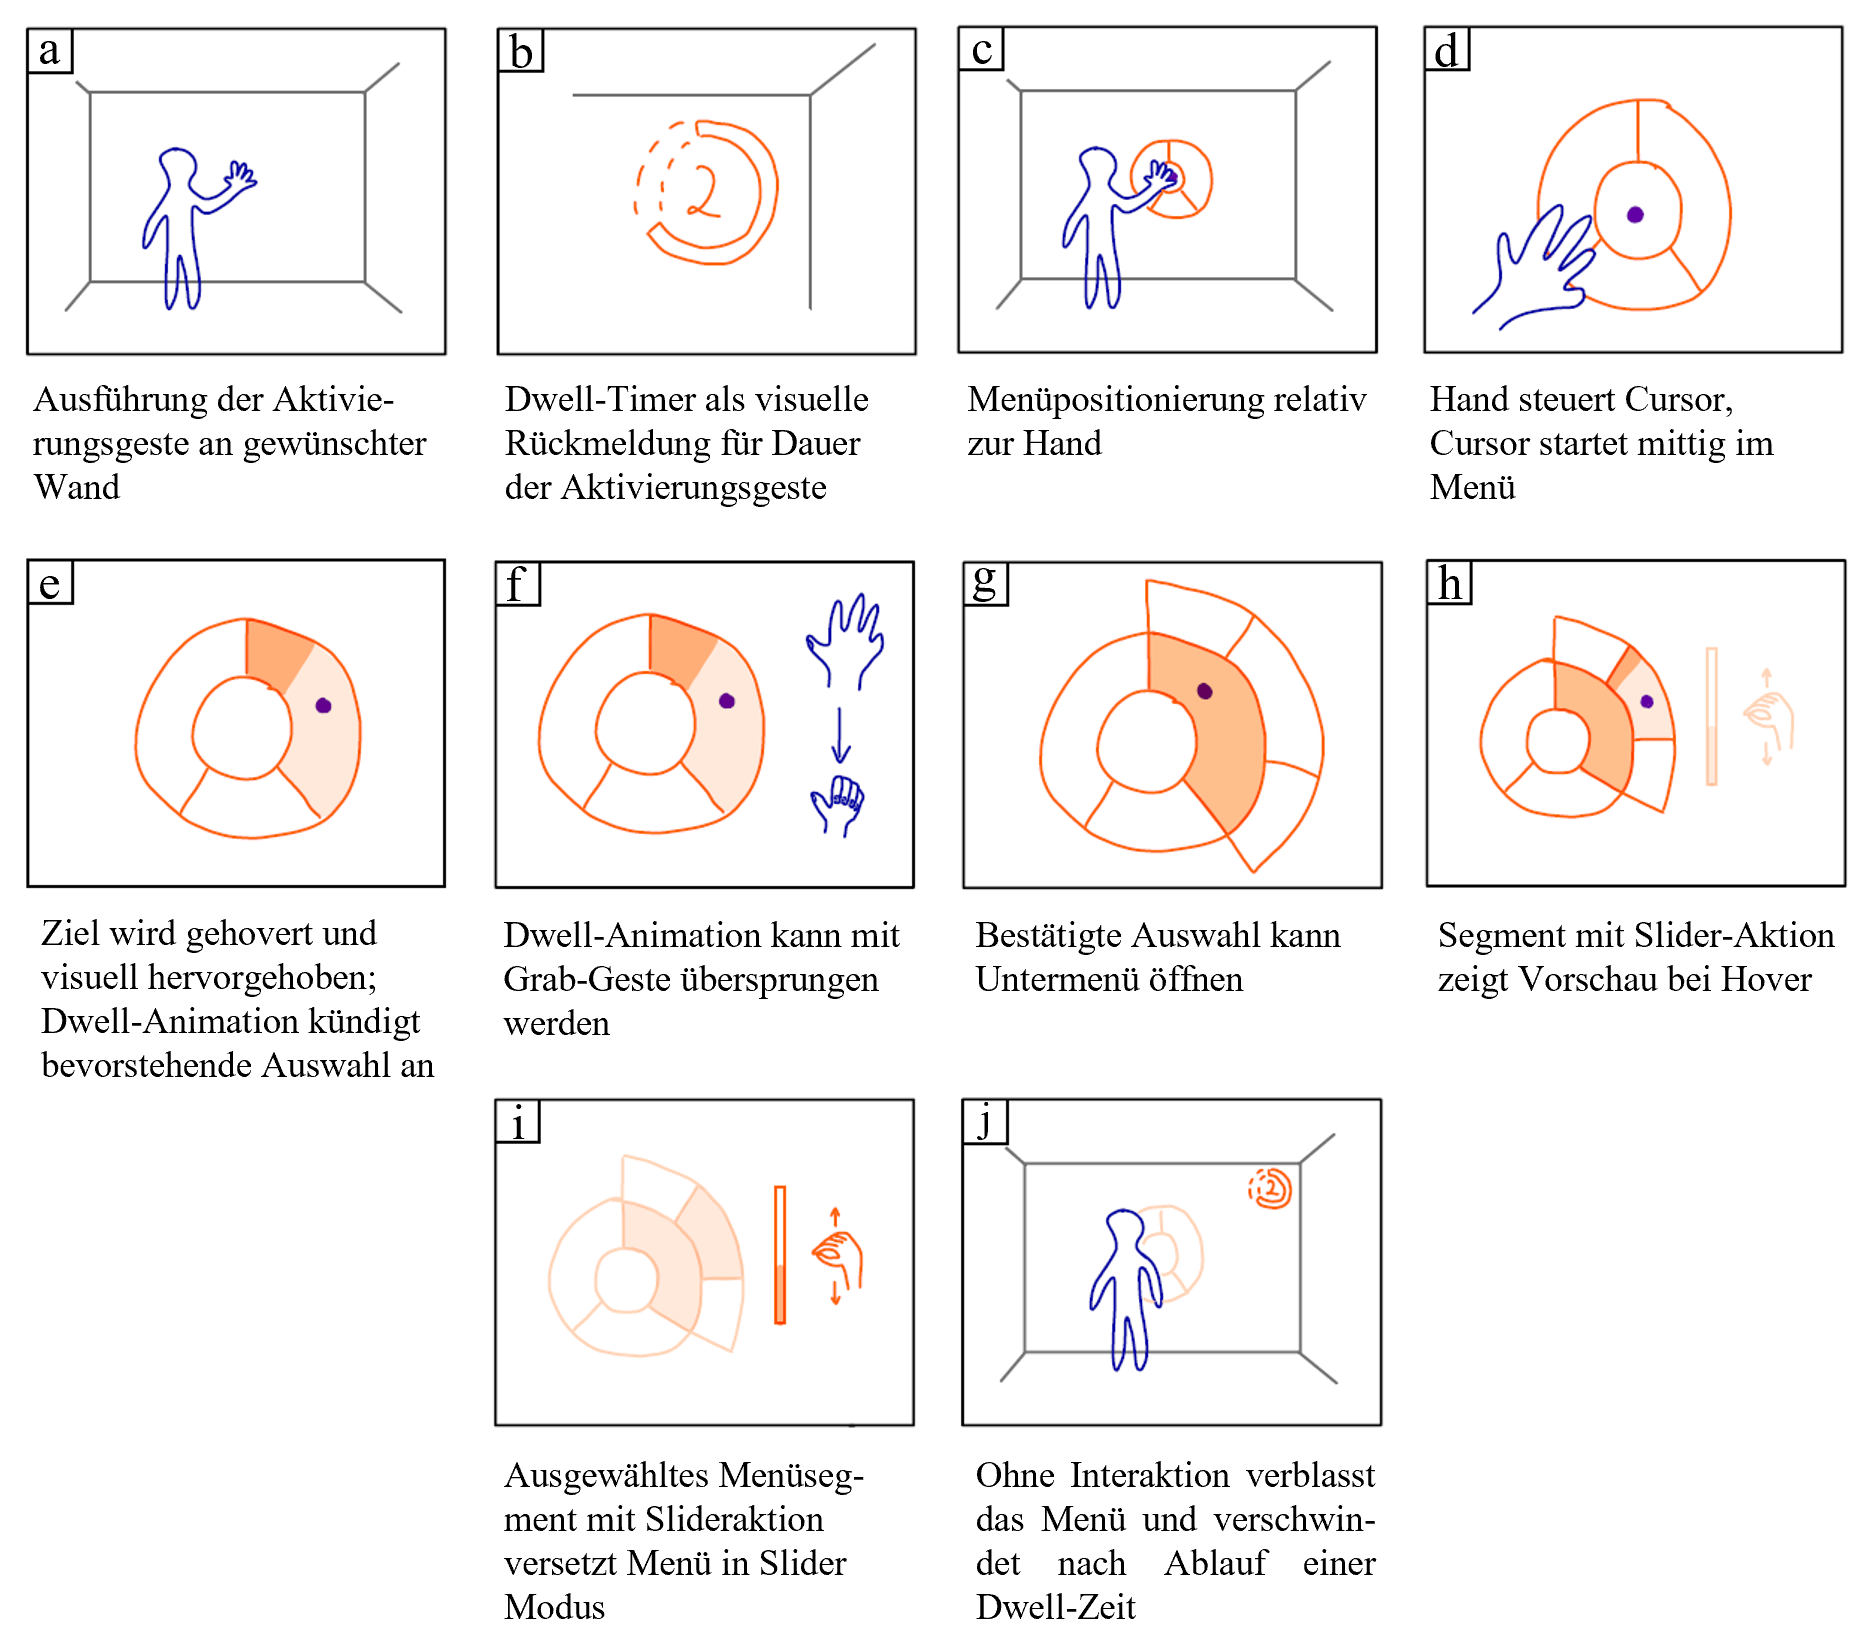 a
Ausführung der Aktivie-
rungsgeste an gewünschter
Wand
b
2
Dwell-Timer als visuelle
Rückmeldung für Dauer
der Aktivierungsgeste
c
Menüpositionierung relativ
zur Hand
d
Hand steuert Cursor,
Cursor startet mittig im
Menü
e
Ziel wird gehovert und
visuell hervorgehoben;
Dwell-Animation kündigt
bevorstehende Auswahl an
f
Dwell-Animation kann mit
Grab-Geste übersprungen
werden
g
Bestätigte Auswahl kann
Untermenü öffnen
h
Segment mit Slider-Aktion
zeigt Vorschau bei Hover
i
Ausgewähltes Menüseg-
ment mit Slideraktion
versetzt Menü in Slider
Modus
j
2
Ohne Interaktion verblasst
das Menü und verschwin-
det nach Ablauf einer
Dwell-Zeit